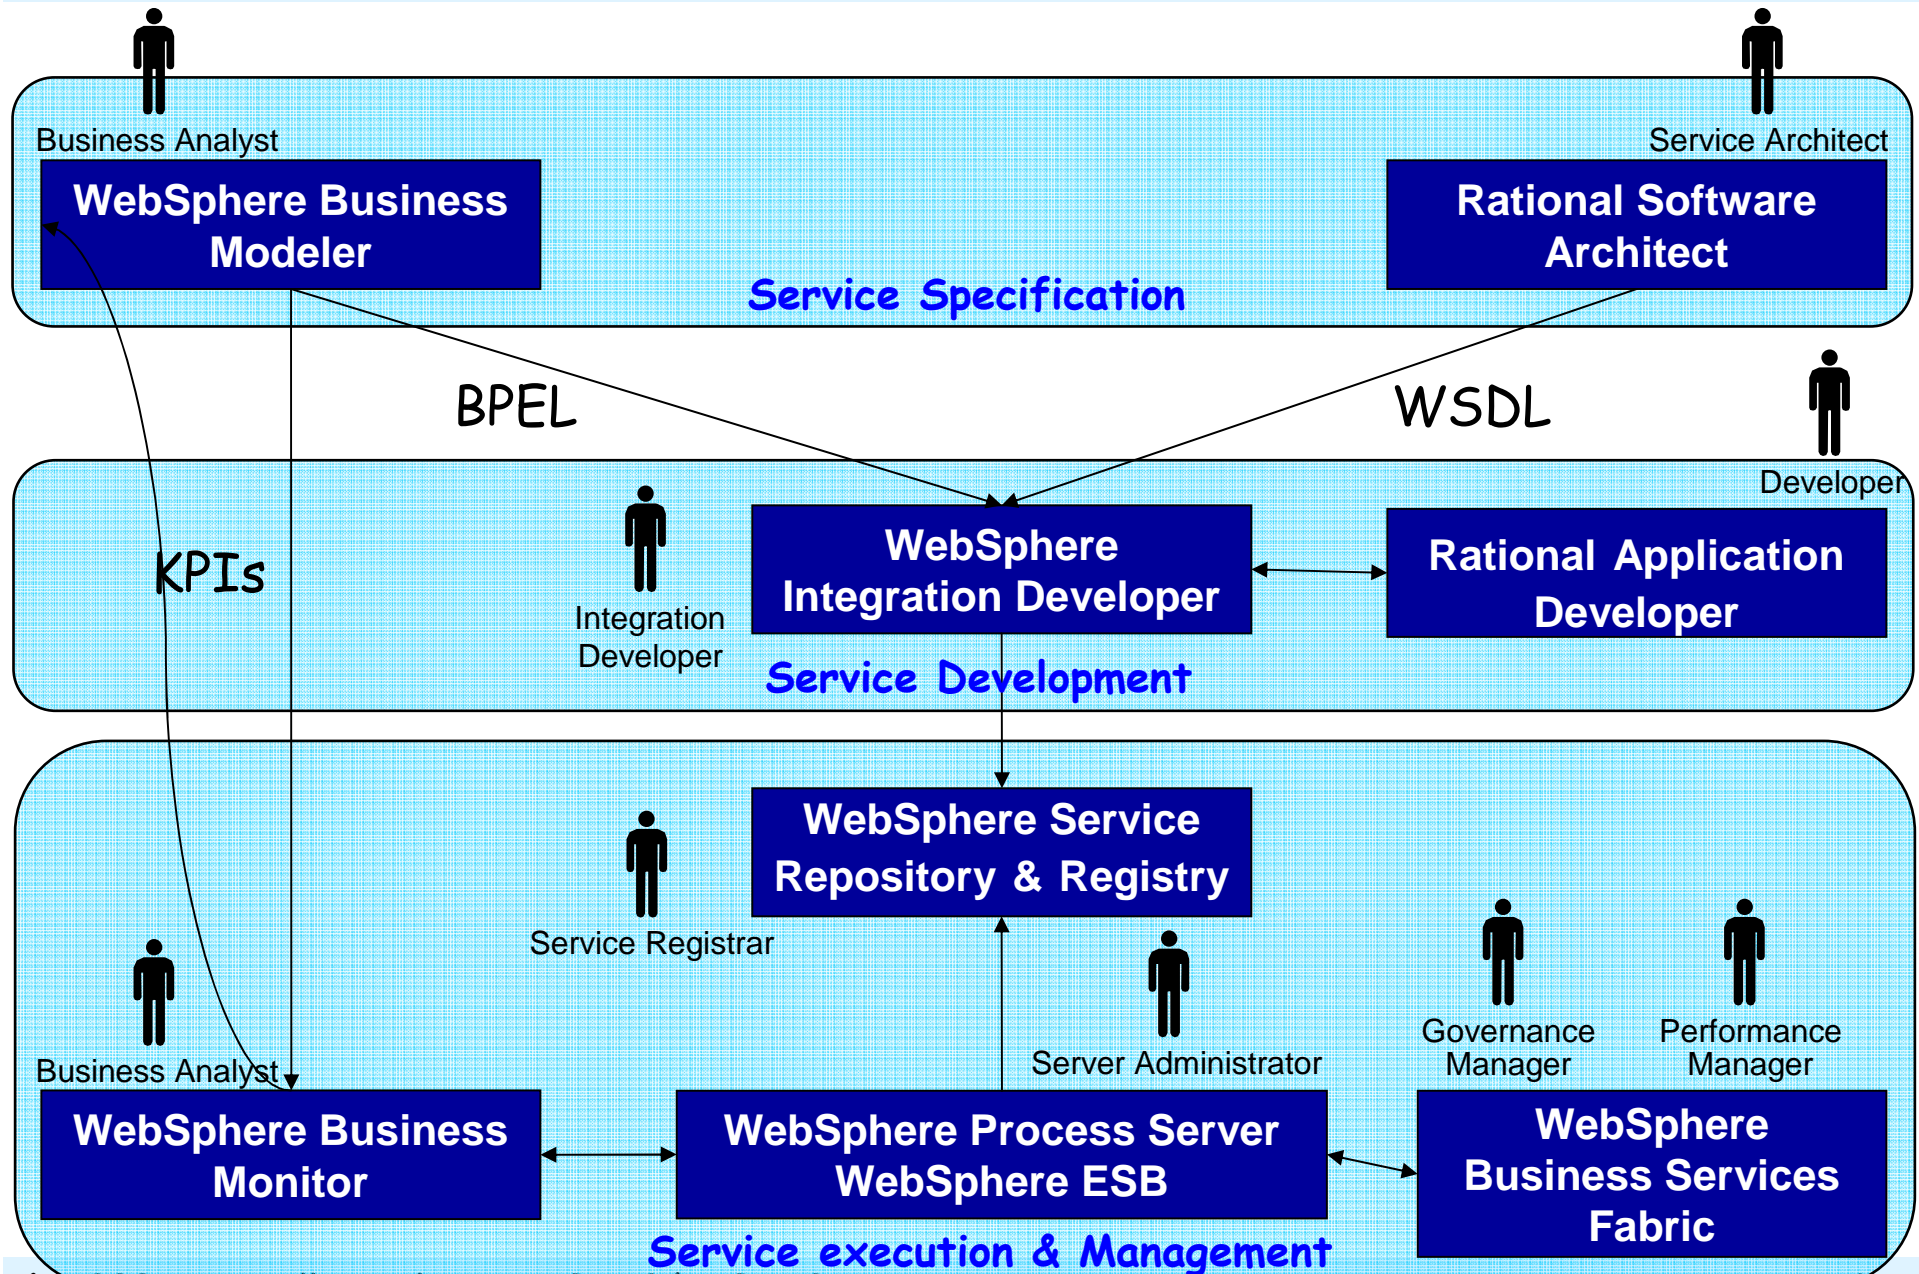 Business Analyst
Service Architect
WebSphere Business
Modeler
Rational Software
Architect
Service Specification
BPEL
WSDL
Developer
KPIs
Integration
Developer
WebSphere
Integration Developer
Rational Application
Developer
Service Development
WebSphere Service
Repository & Registry
Service Registrar
Business Analyst
Server Administrator
Governance
Manager
Performance
Manager
WebSphere Business
Monitor
WebSphere Process Server
WebSphere ESB
WebSphere
Business Services
Fabric
Service execution & Management